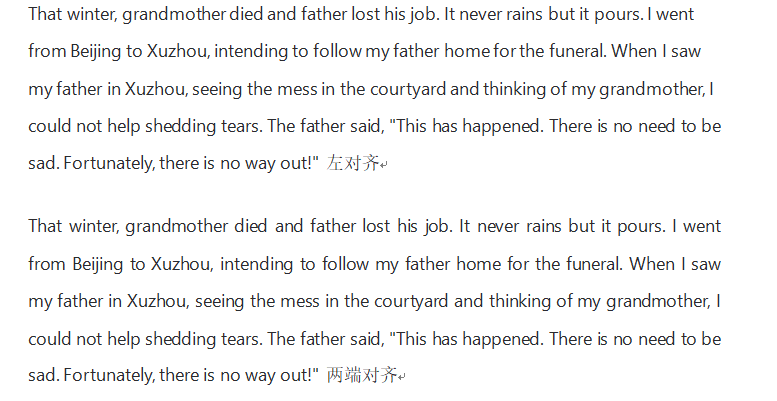 That winter, grandmother died and father lost his job. It never rains but it pours. I went
from Beijing to Xuzhou, intending to follow my father home for the funeral. When I saw
my father in Xuzhou, seeing the mess in the courtyard and thinking of my grandmother, I
could not help shedding tears. The father said, "This has happened. There is no need to be
sad. Fortunately, there is no way out!" 左对齐
That winter, grandmother died and father lost his job. It never rains but it pours. I went
from Beijing to Xuzhou, intending to follow my father home for the funeral. When I saw
my father in Xuzhou, seeing the mess in the courtyard and thinking of my grandmother, I
could not help shedding tears. The father said, "This has happened. There is no need to be
sad. Fortunately, there is no way out!" 两端对齐